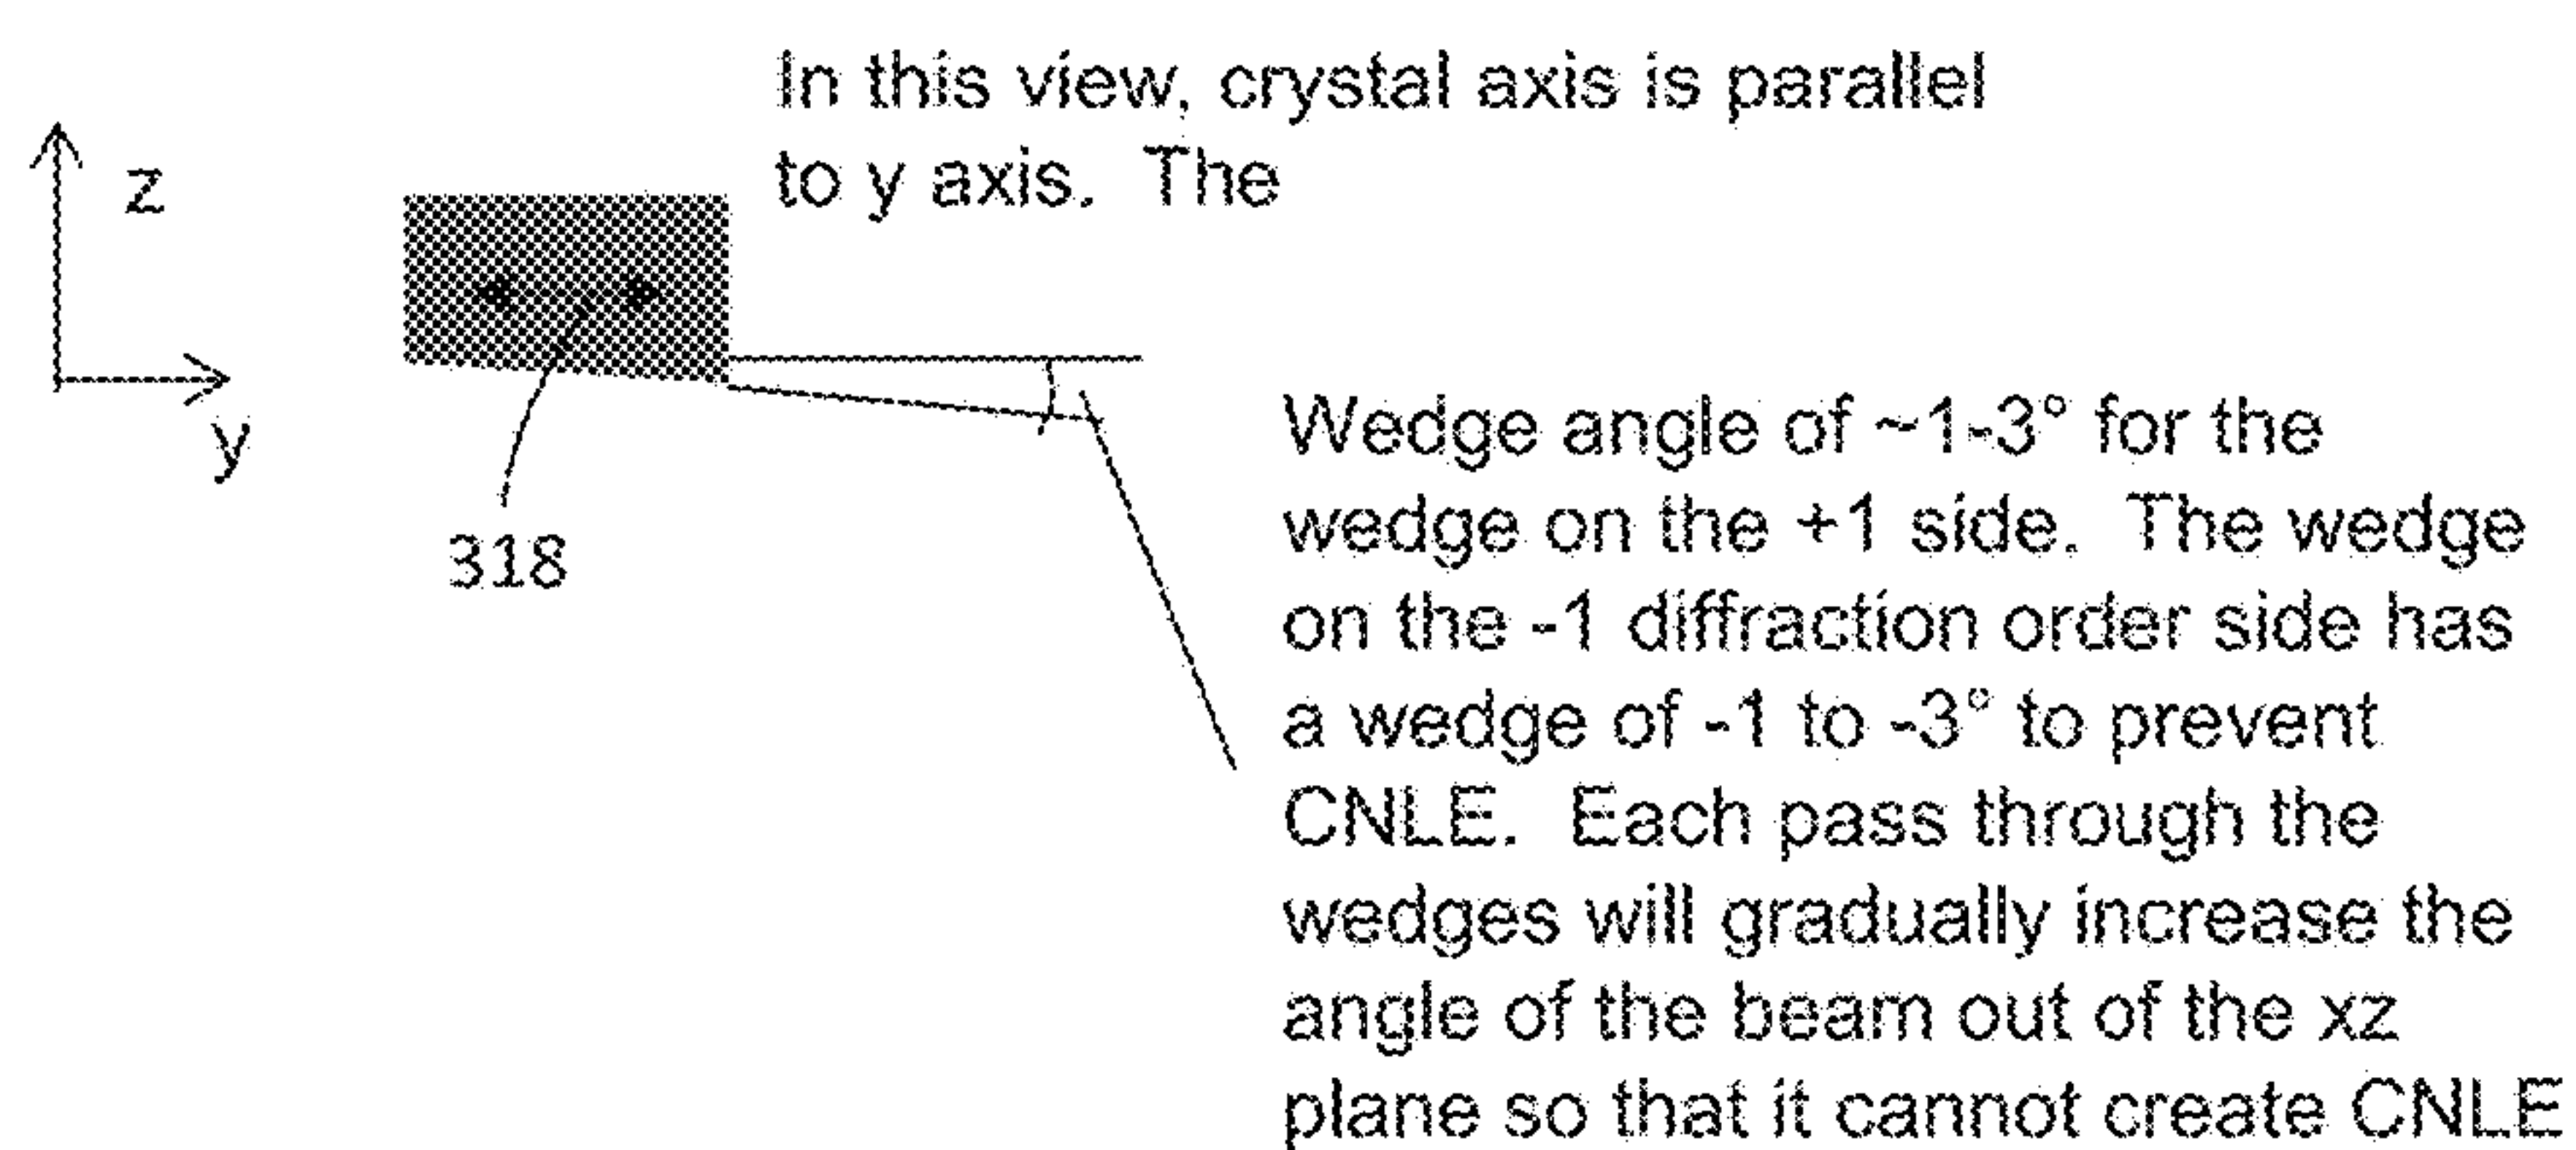 In this view, crystal axis is parallel
to y axis. The
z
y
318
Wedge angle of ~1-3° for the
wedge on the +1 side. The wedge
on the -1 diffraction order side has
a wedge of -1 to -3° to prevent
CNLE. Each pass through the
wedges will gradually increase the
angle of the beam out of the xz
plane so that it cannot create CNLE